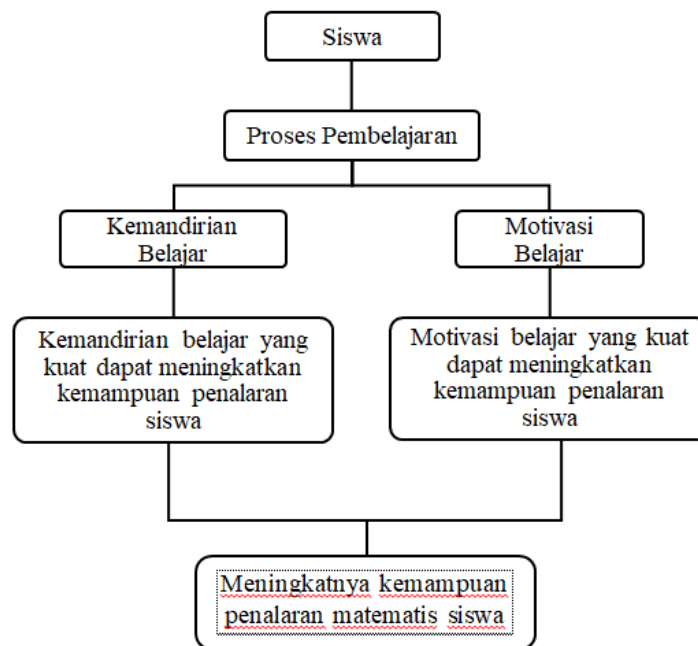 Siswa
Proses Pembelajaran
Kemandirian
Belajar
Motivasi
Belajar
Kemandirian belajar yang
kuat dapat meningkatkan
kemampuan penalaran
siswa
Motivasi belajar yang kuat
dapat meningkatkan
kemampuan penalaran
siswa
Meningkatnya kemampuan
penalaran matematis siswa